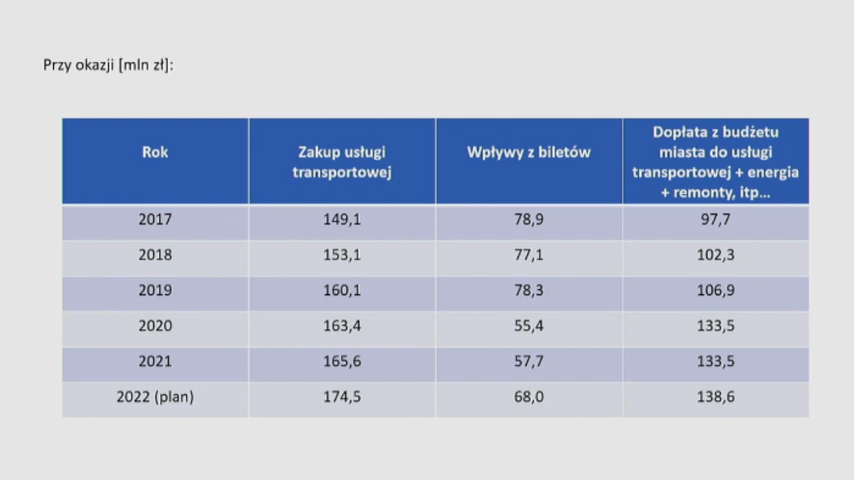 Przy okazji [mln zł]:
Rok
Zakup usługi
transportowej
Wpływy z biletów
Dopłata z budżetu
miasta do usługi
transportowej + energia
+ remonty, itp...
2017 149,1 78,9 97,7
2018 153,1 77,1 102,3
2019 160,1 78,3 106,9
2020 163,4 55,4 133,5
2021 165,6 57,7 133,5
2022 (plan) 174,5 68,0 138,6